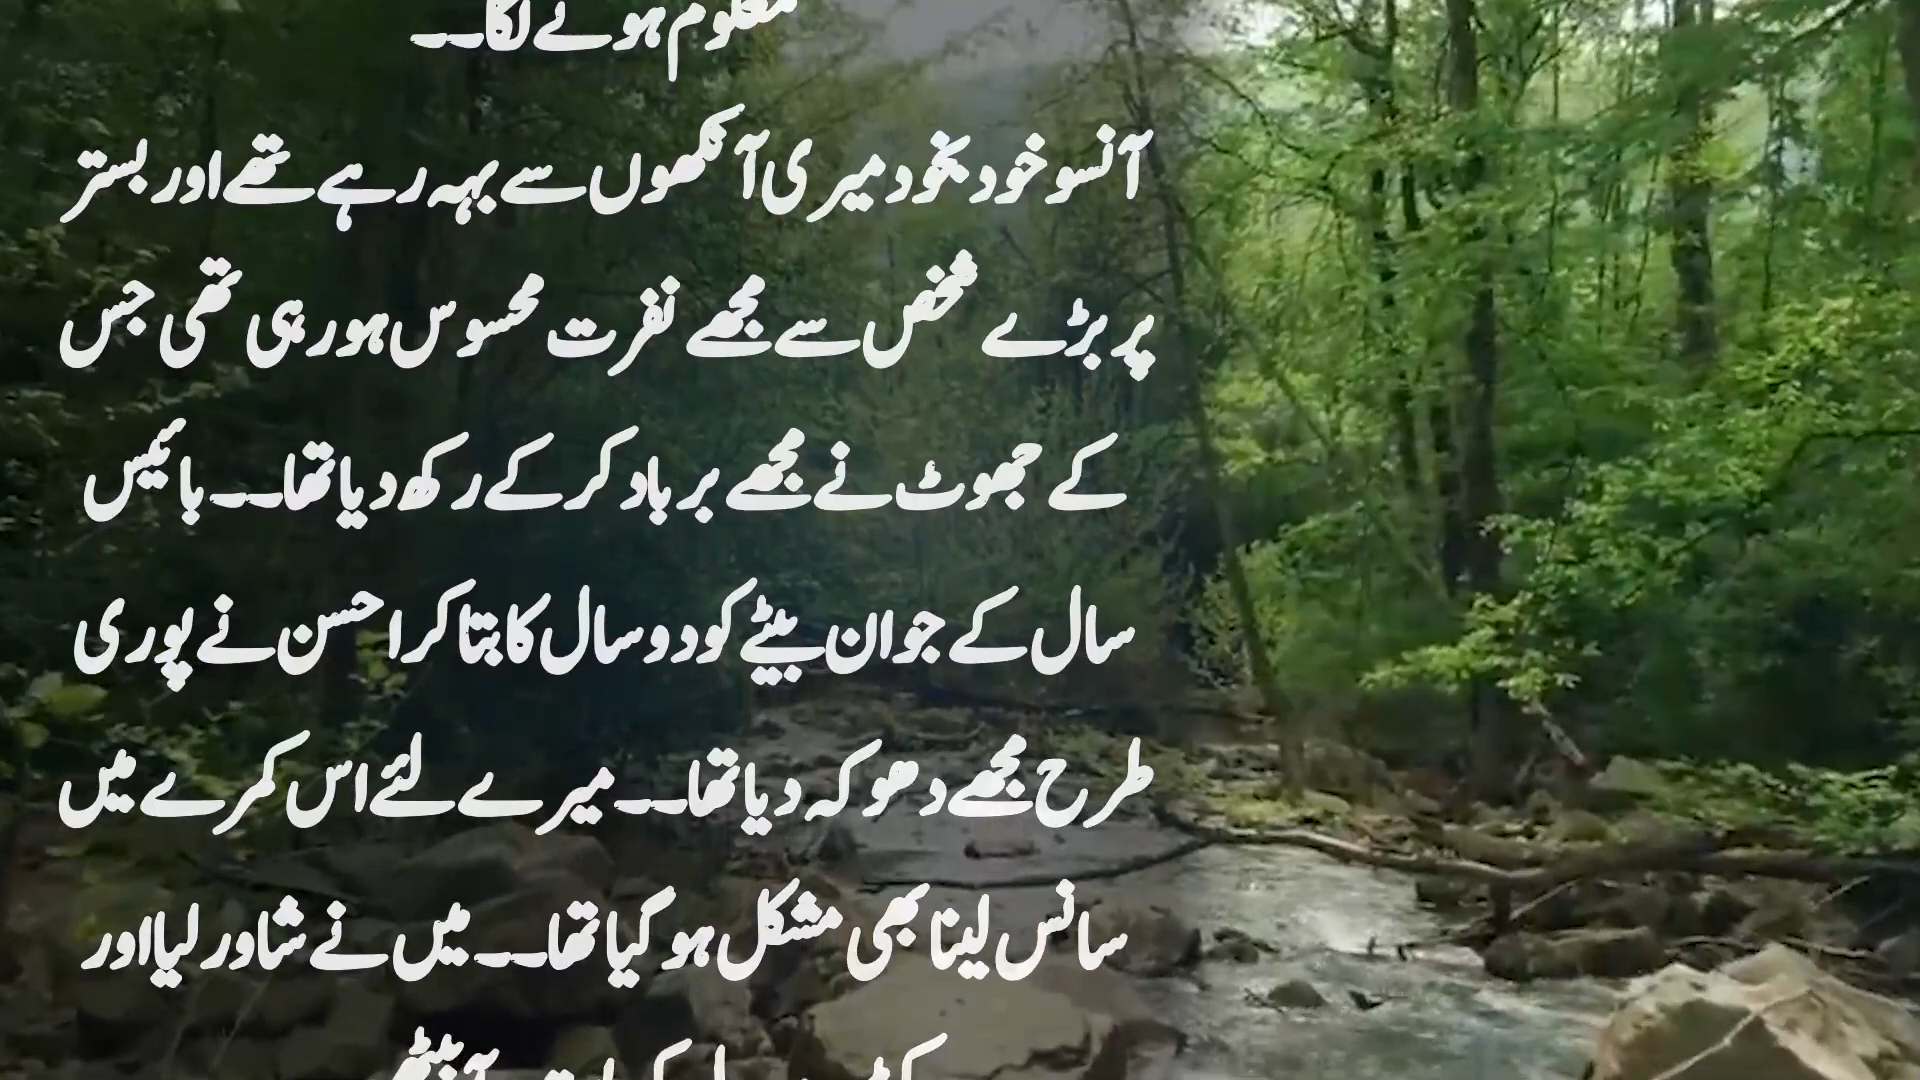 معلوم ہونے لگا۔۔
آنسو خود بخود میری آنکھوں سے بہہ رہے تھے اور بستر
پر بڑے شخص سے مجھے نفرت محسوس ہو رہی تھی جس
کے جھوٹ نے مجھے برباد کر کے رکھ دیا تھا۔۔ بائیس
سال کے جوان بیٹے کو دو سال کا بتا کر احسن نے پوری
طرح مجھے دھوکہ دیا تھا۔۔ میرے لئے اس کمرے میں
سانس لینا بھی مشکل ہو گیا تھا۔۔ میں نے شاور لیا اور